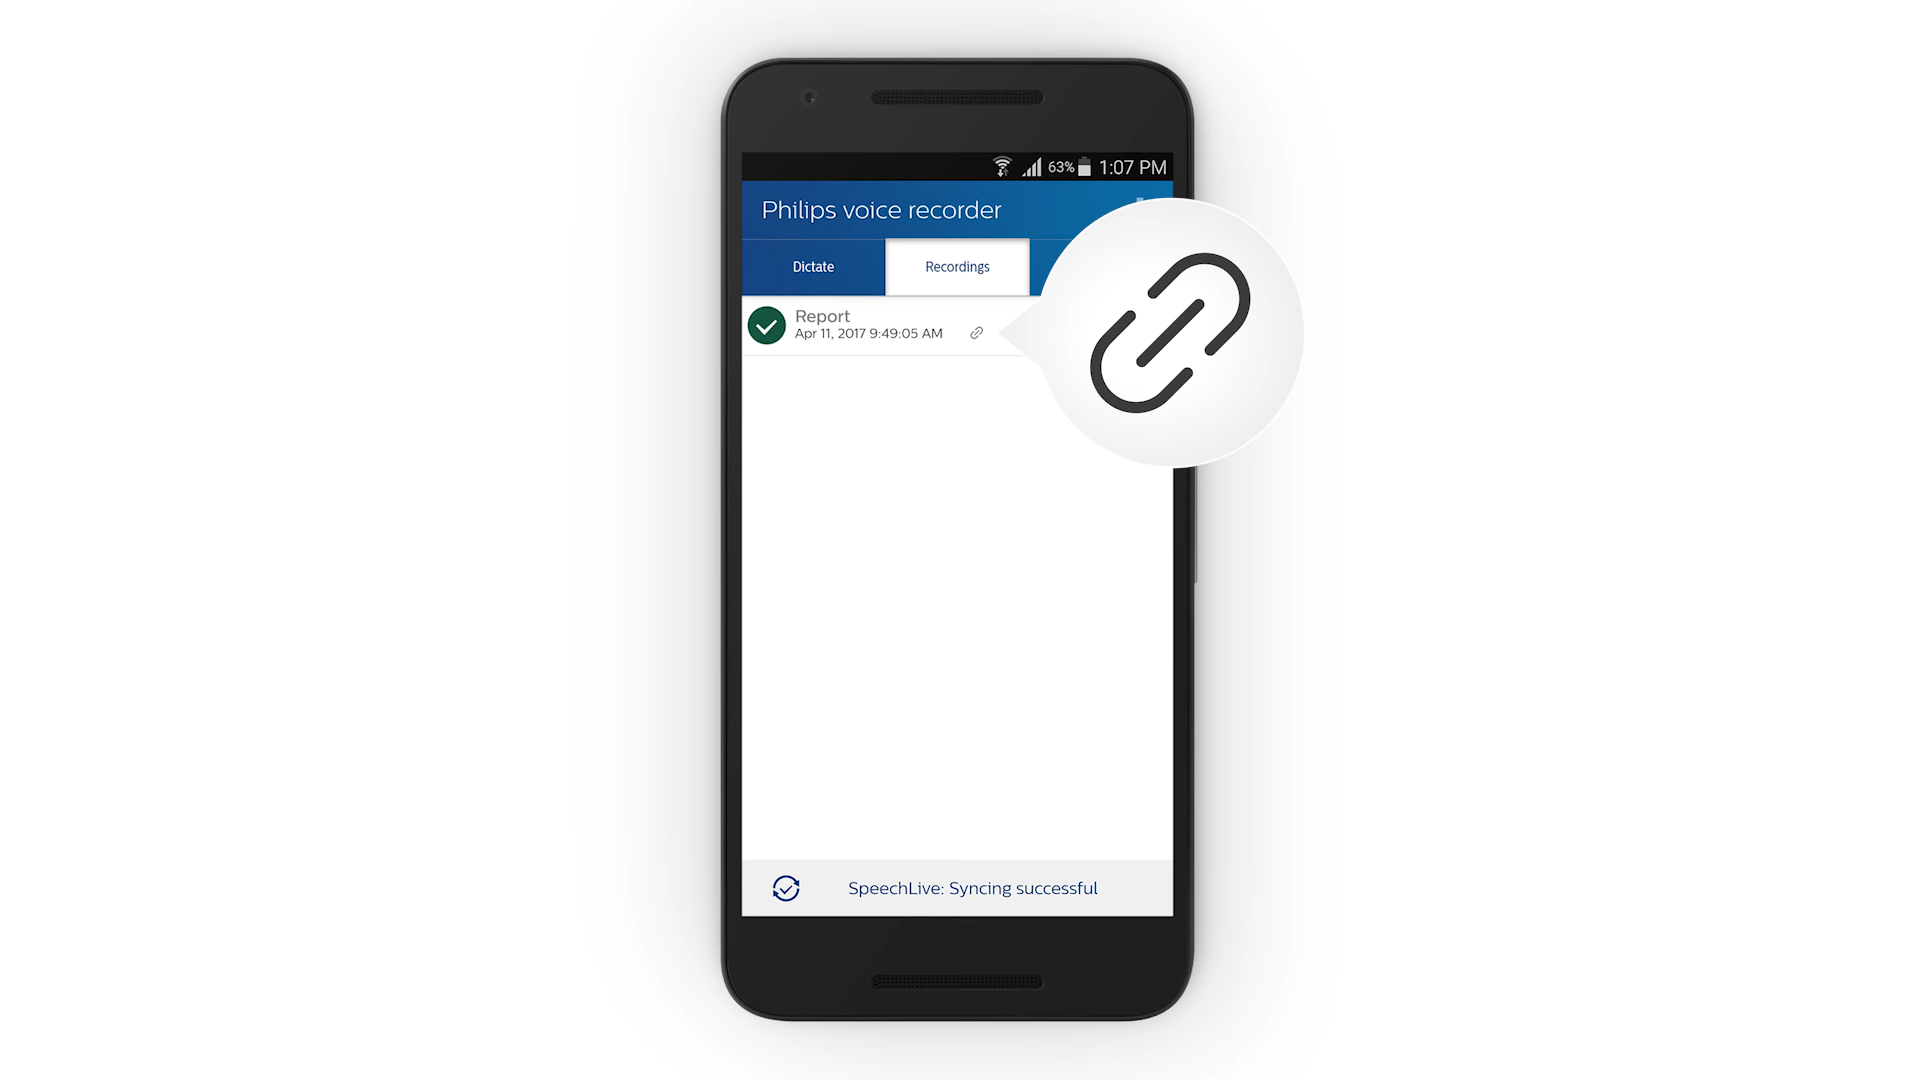 63% 1:07 PM
Philips voice recorder
Dictate
Recordings
Report
Apr 11, 2017 9:49:05 AM
SpeechLive: Syncing successful